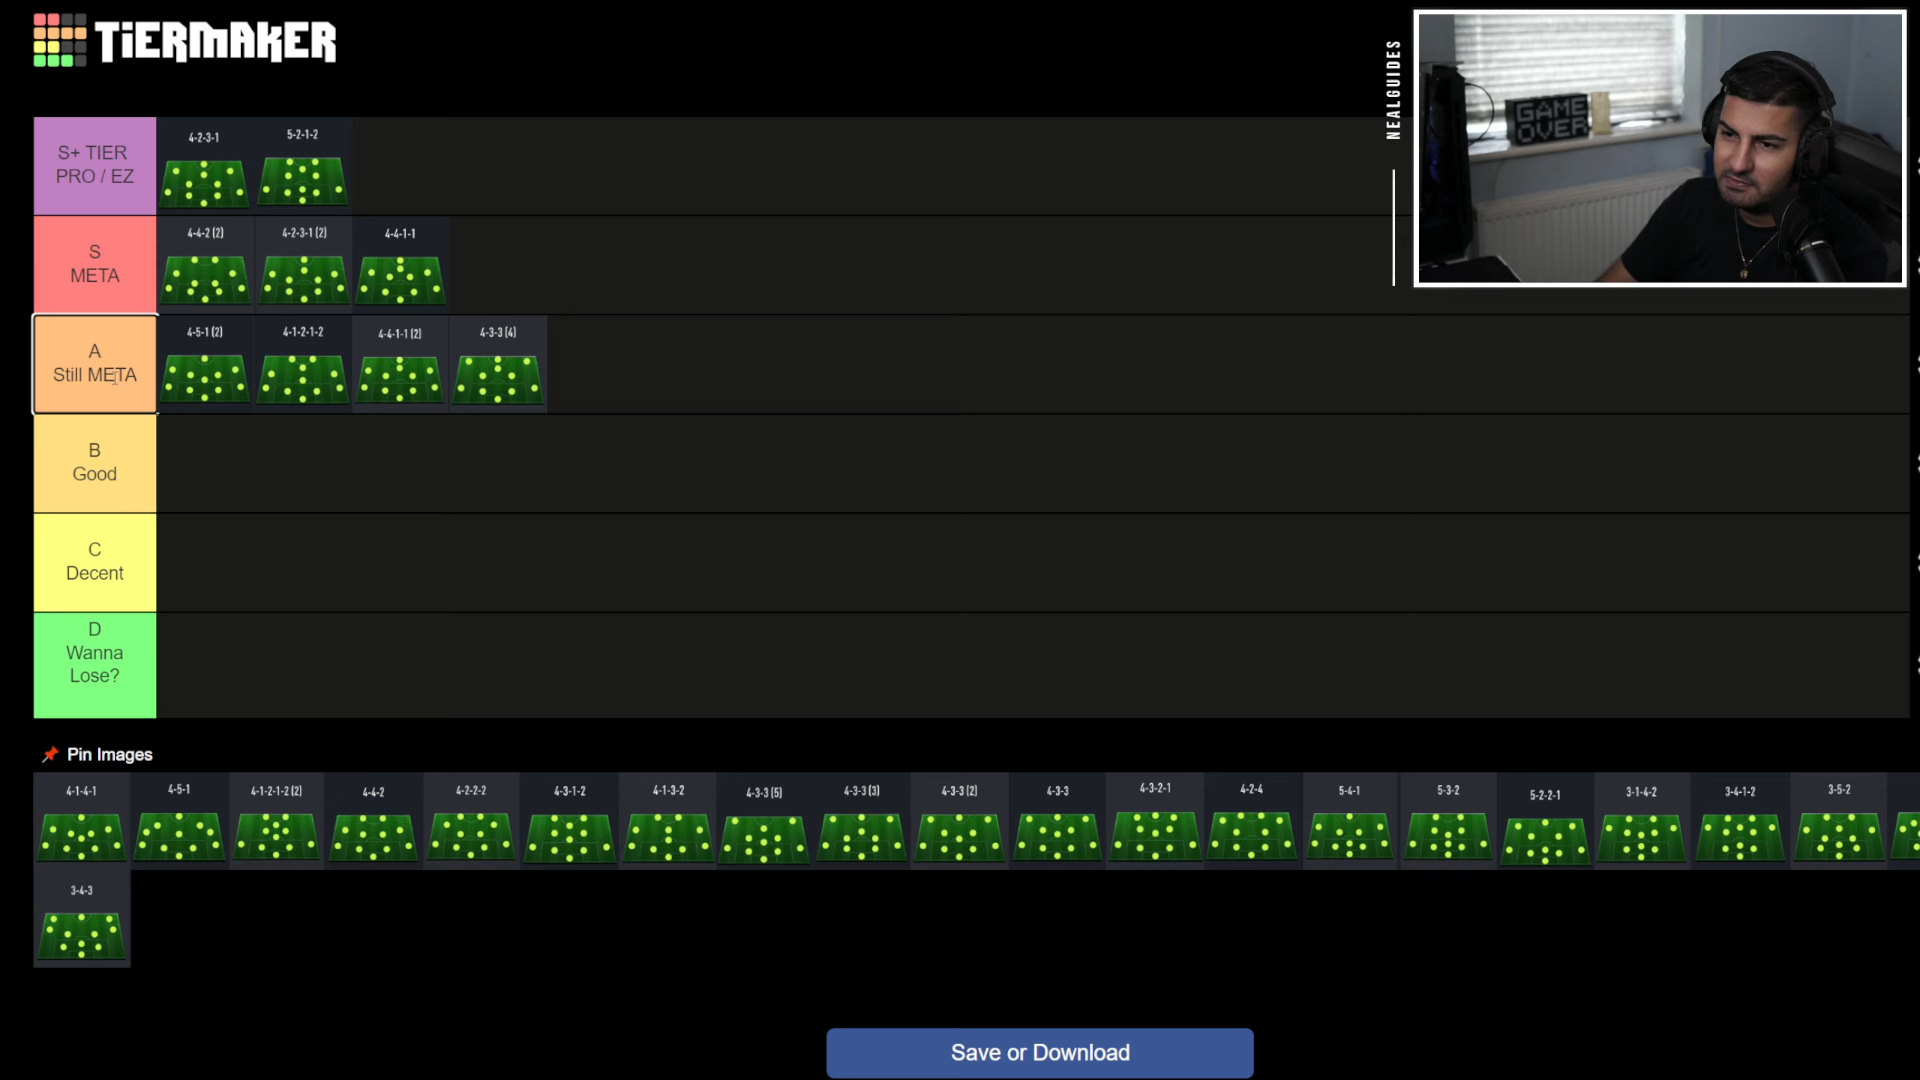 TiERMAKER
NEALGUIDES
GAME
OVER
S+ TIER
PRO / EZ
4-2-3-1
5-2-1-2
S
META
4-4-2 (2)
4-2-3-1 (2)
4-4-1-1
A
Still META
4-5-1 (2)
4-1-2-1-2
4-4-1-1 (2)
4-3-3 (4)
B
Good
C
Decent
D
Wanna
Lose?
Pin Images
4-1-4-1
4-5-1
4-1-2-1-2 (2)
4-4-2
4-2-2-2
4-3-1-2
4-1-3-2
4-3-3 (5)
4-3-3 (3)
4-3-3 (2)
4-3-3
4-3-2-1
4-2-4
5-4-1
5-3-2
5-2-2-1
3-1-4-2
3-4-1-2
3-5-2
3-4-3
Save or Download